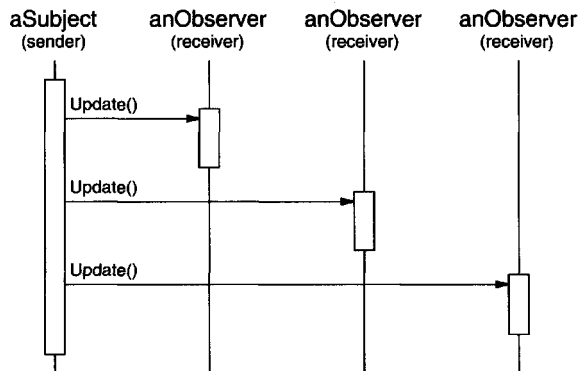 aSubject
(sender)
anObserver
(receiver)
anObserver
(receiver)
anObserver
(receiver)
Update()
Update()
Update()